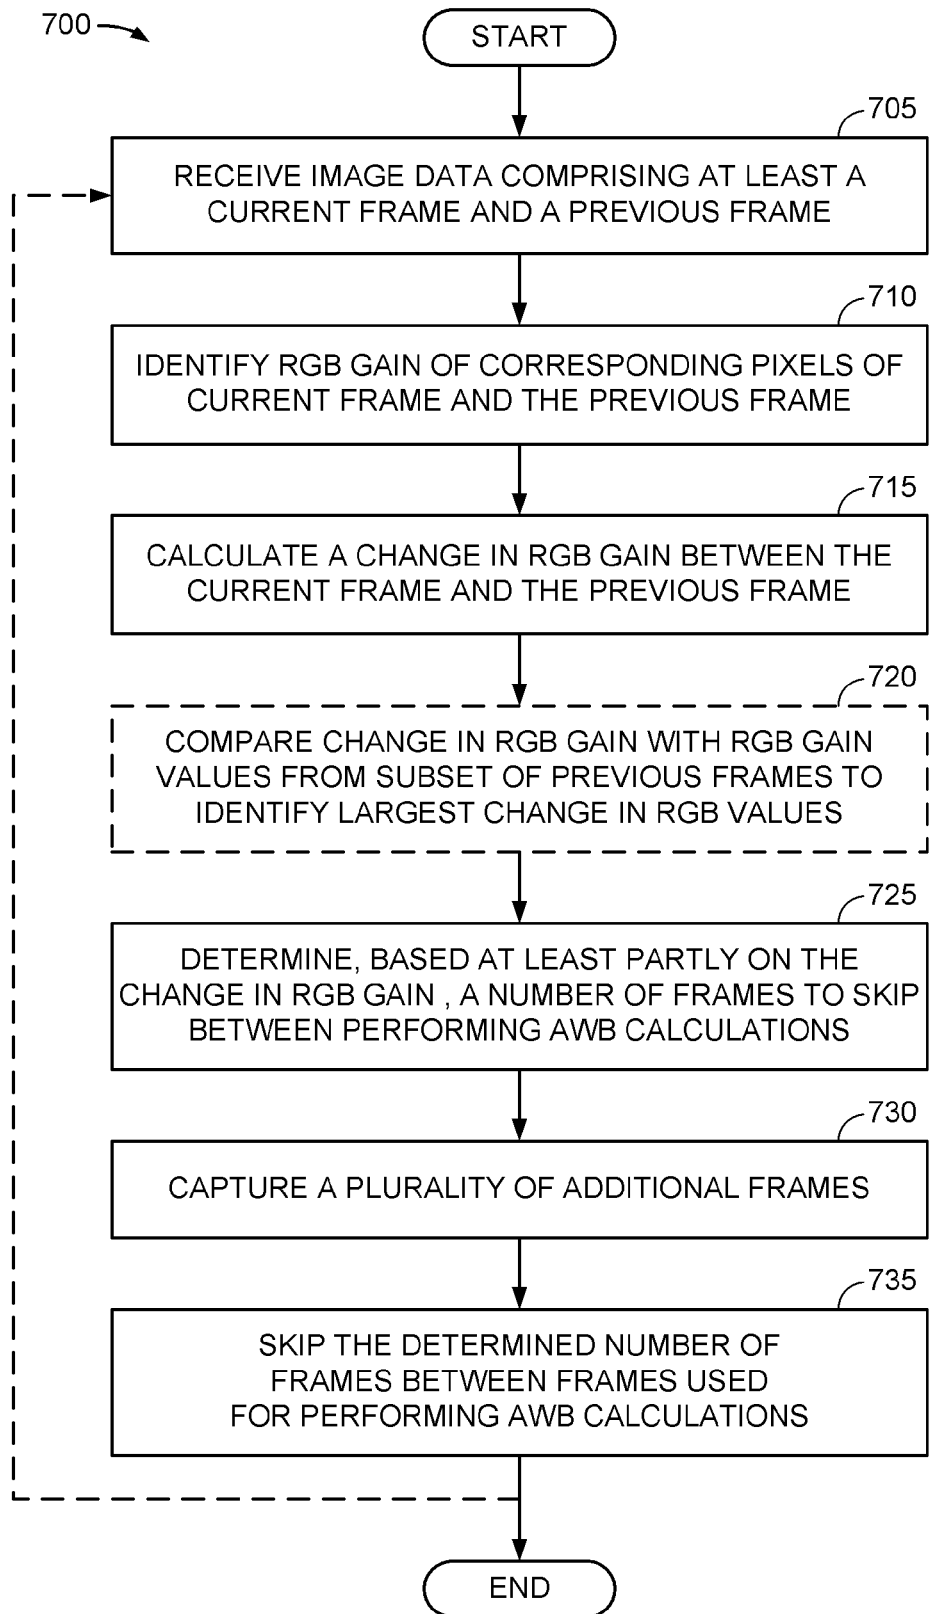 700
START
705
RECEIVE IMAGE DATA COMPRISING AT LEAST A
CURRENT FRAME AND A PREVIOUS FRAME
710
IDENTIFY RGB GAIN OF CORRESPONDING PIXELS OF
CURRENT FRAME AND THE PREVIOUS FRAME
715
CALCULATE A CHANGE IN RGB GAIN BETWEEN THE
CURRENT FRAME AND THE PREVIOUS FRAME
720
COMPARE CHANGE IN RGB GAIN WITH RGB GAIN
VALUES FROM SUBSET OF PREVIOUS FRAMES TO
IDENTIFY LARGEST CHANGE IN RGB VALUES
725
DETERMINE, BASED AT LEAST PARTLY ON THE
CHANGE IN RGB GAIN , A NUMBER OF FRAMES TO SKIP
BETWEEN PERFORMING AWB CALCULATIONS
730
CAPTURE A PLURALITY OF ADDITIONAL FRAMES
735
SKIP THE DETERMINED NUMBER OF
FRAMES BETWEEN FRAMES USED
FOR PERFORMING AWB CALCULATIONS
END